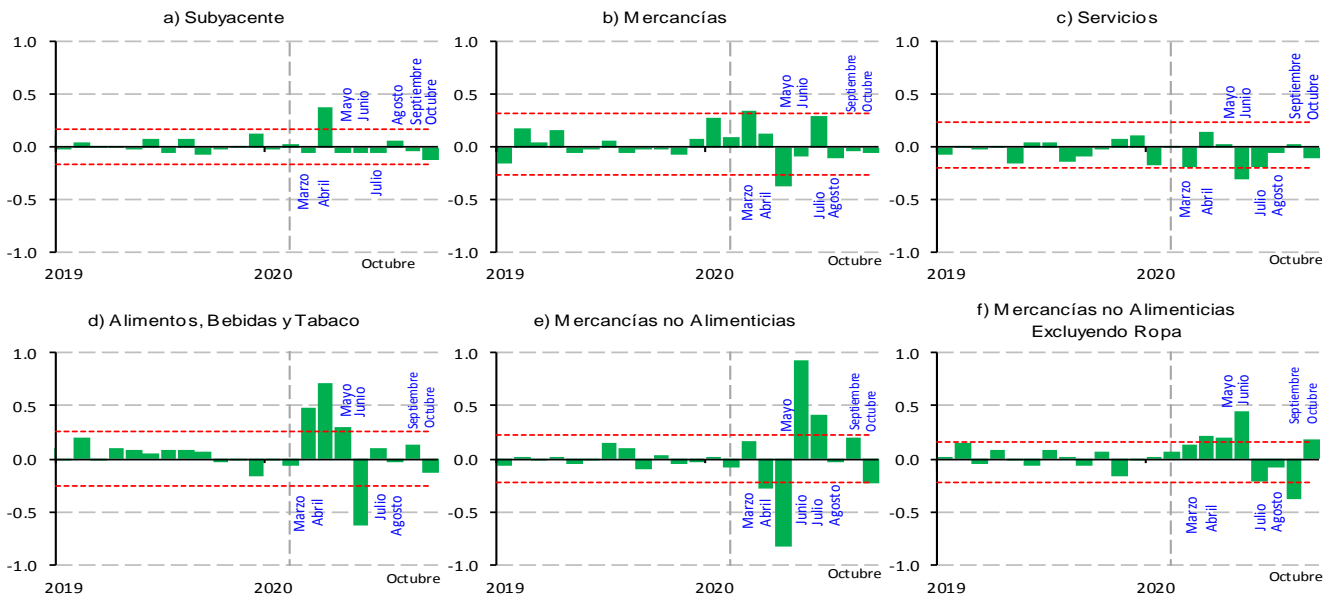 a) Subyacente
1.0
0.5
0.0
-0.5
-1.0
Marzo
Abril
Mayo
Junio
Julio
Agosto
Septiembre
Octubre
2019
2020
Octubre
b) Mercancías
1.0
0.5
0.0
-0.5
-1.0
Marzo
Abril
Mayo
Junio
Julio
Agosto
Septiembre
Octubre
2019
2020
Octubre
c) Servicios
1.0
0.5
0.0
-0.5
-1.0
Marzo
Abril
Mayo
Junio
Julio
Agosto
Septiembre
Octubre
2019
2020
Octubre
d) Alimentos, Bebidas y Tabaco
1.0
0.5
0.0
-0.5
-1.0
Marzo
Abril
Mayo
Junio
Julio
Agosto
Septiembre
Octubre
2019
2020
Octubre
e) Mercancías no Alimenticias
1.0
0.5
0.0
-0.5
-1.0
Marzo
Abril
Mayo
Junio
Julio
Agosto
Septiembre
Octubre
2019
2020
Octubre
f) Mercancías no Alimenticias
Excluyendo Ropa
1.0
0.5
0.0
-0.5
-1.0
Marzo
Abril
Mayo
Junio
Julio
Agosto
Septiembre
Octubre
2019
2020
Octubre